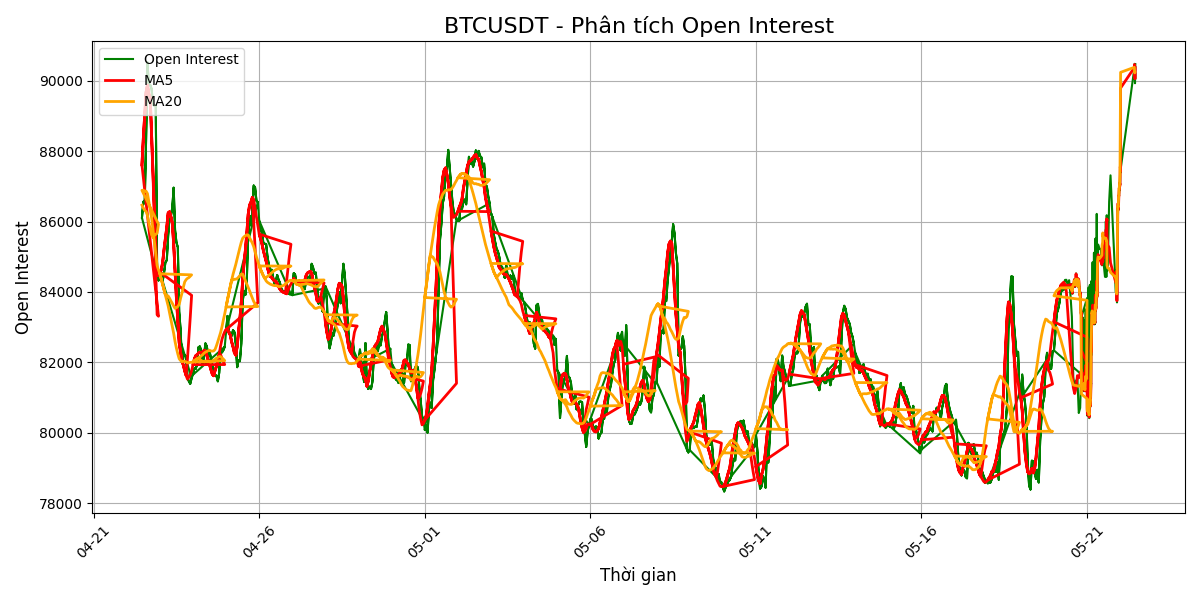 BTCUSDT - Phân tích Open Interest
Open Interest
MA5
MA20
Open Interest
90000
88000
86000
84000
82000
80000
78000
04-21
04-26
05-01
05-06
05-11
05-16
05-21
Thời gian